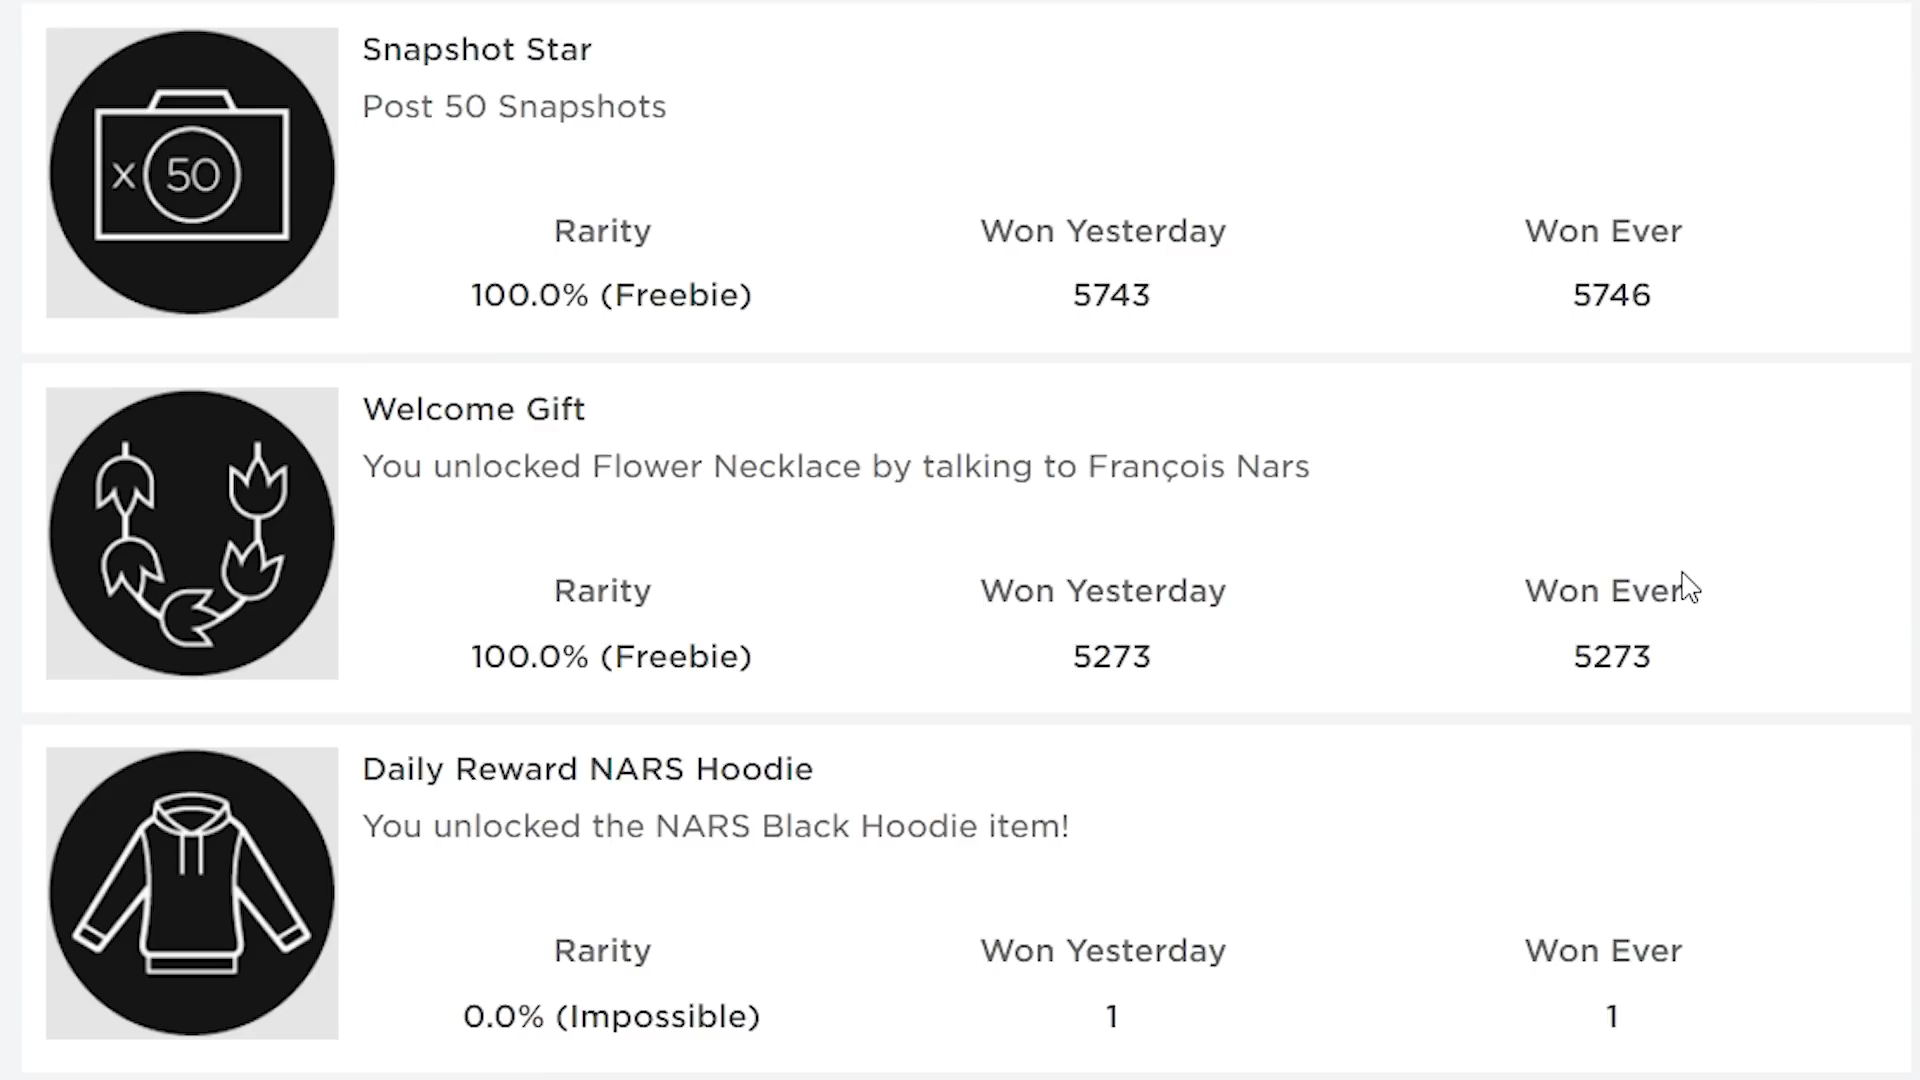 Snapshot Star
Post 50 Snapshots
x 50
Rarity Won Yesterday Won Ever
100.0% (Freebie) 5743 5746
Welcome Gift
You unlocked Flower Necklace by talking to François Nars
Rarity Won Yesterday Won Ever
100.0% (Freebie) 5273 5273
Daily Reward NARS Hoodie
You unlocked the NARS Black Hoodie item!
Rarity Won Yesterday Won Ever
0.0% (Impossible) 1 1